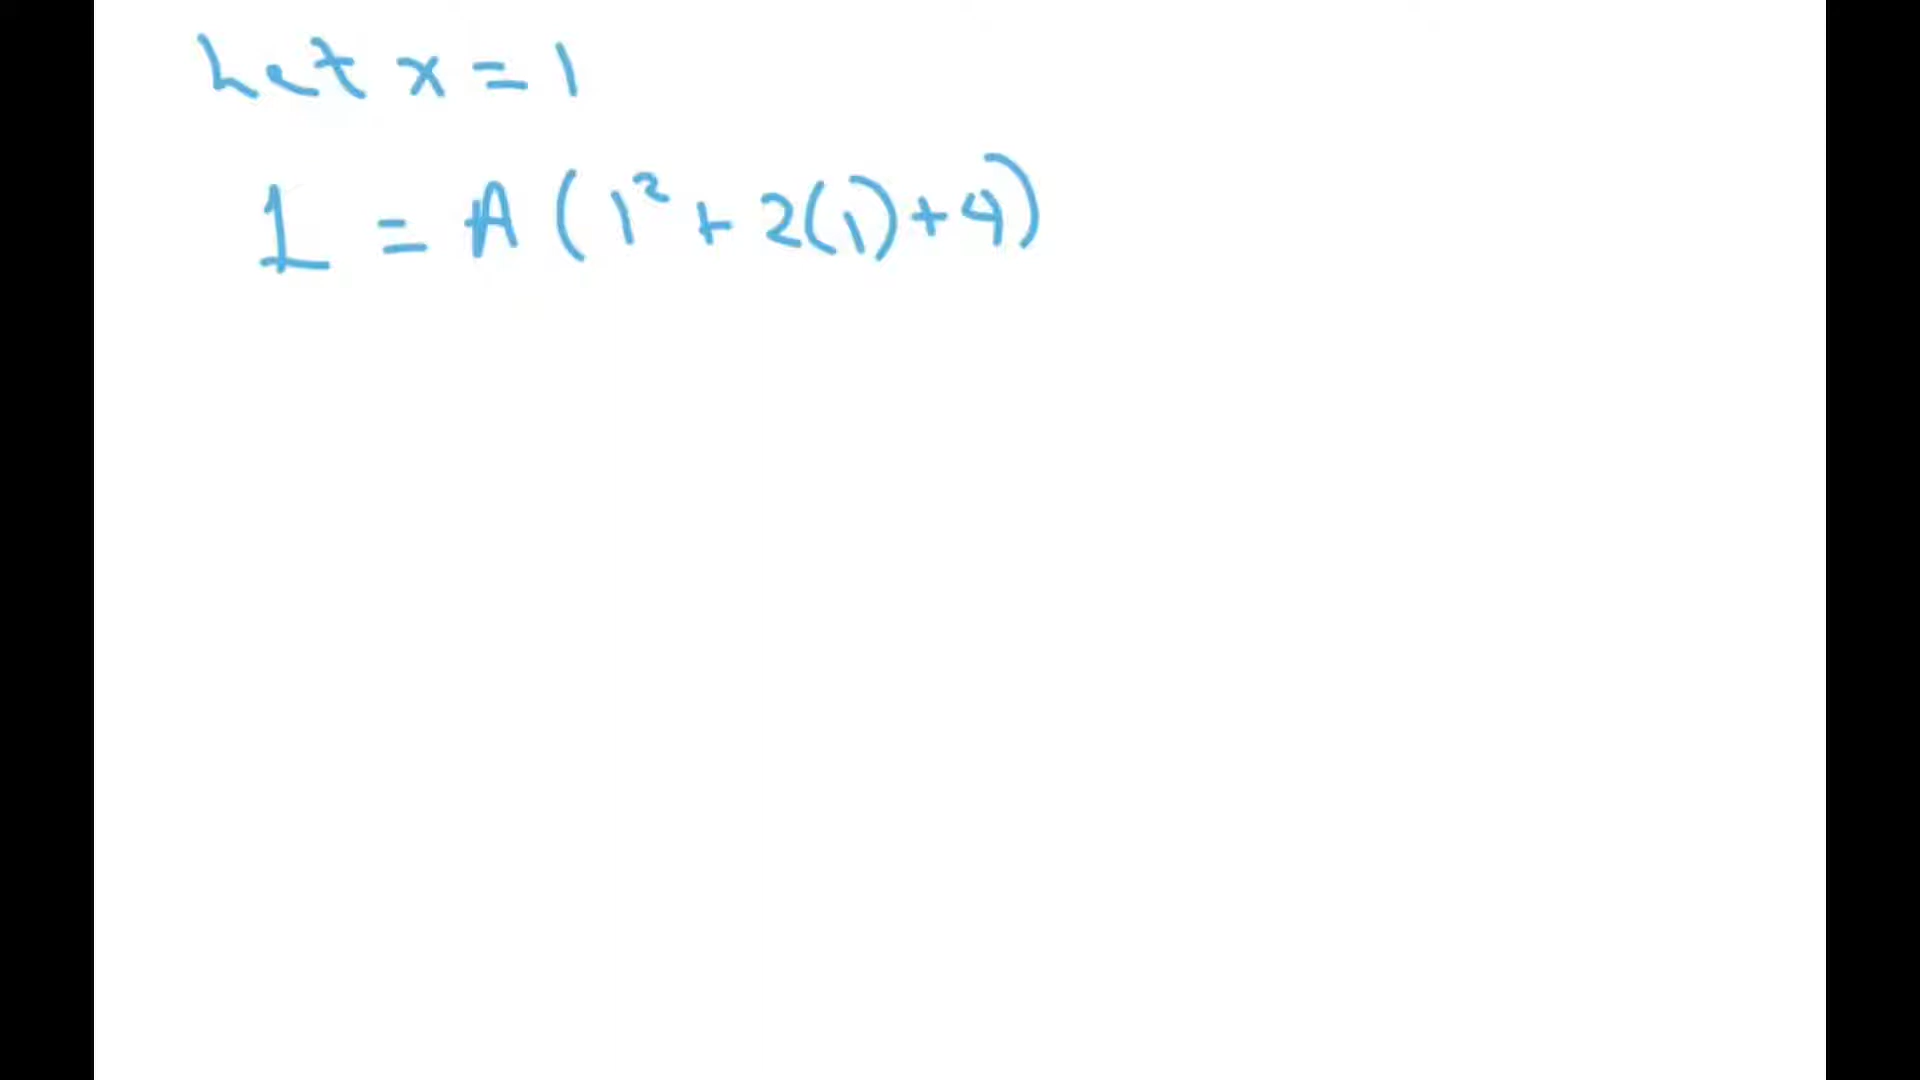 Let x = 1
1 = A ( 1² + 2(1) + 4)